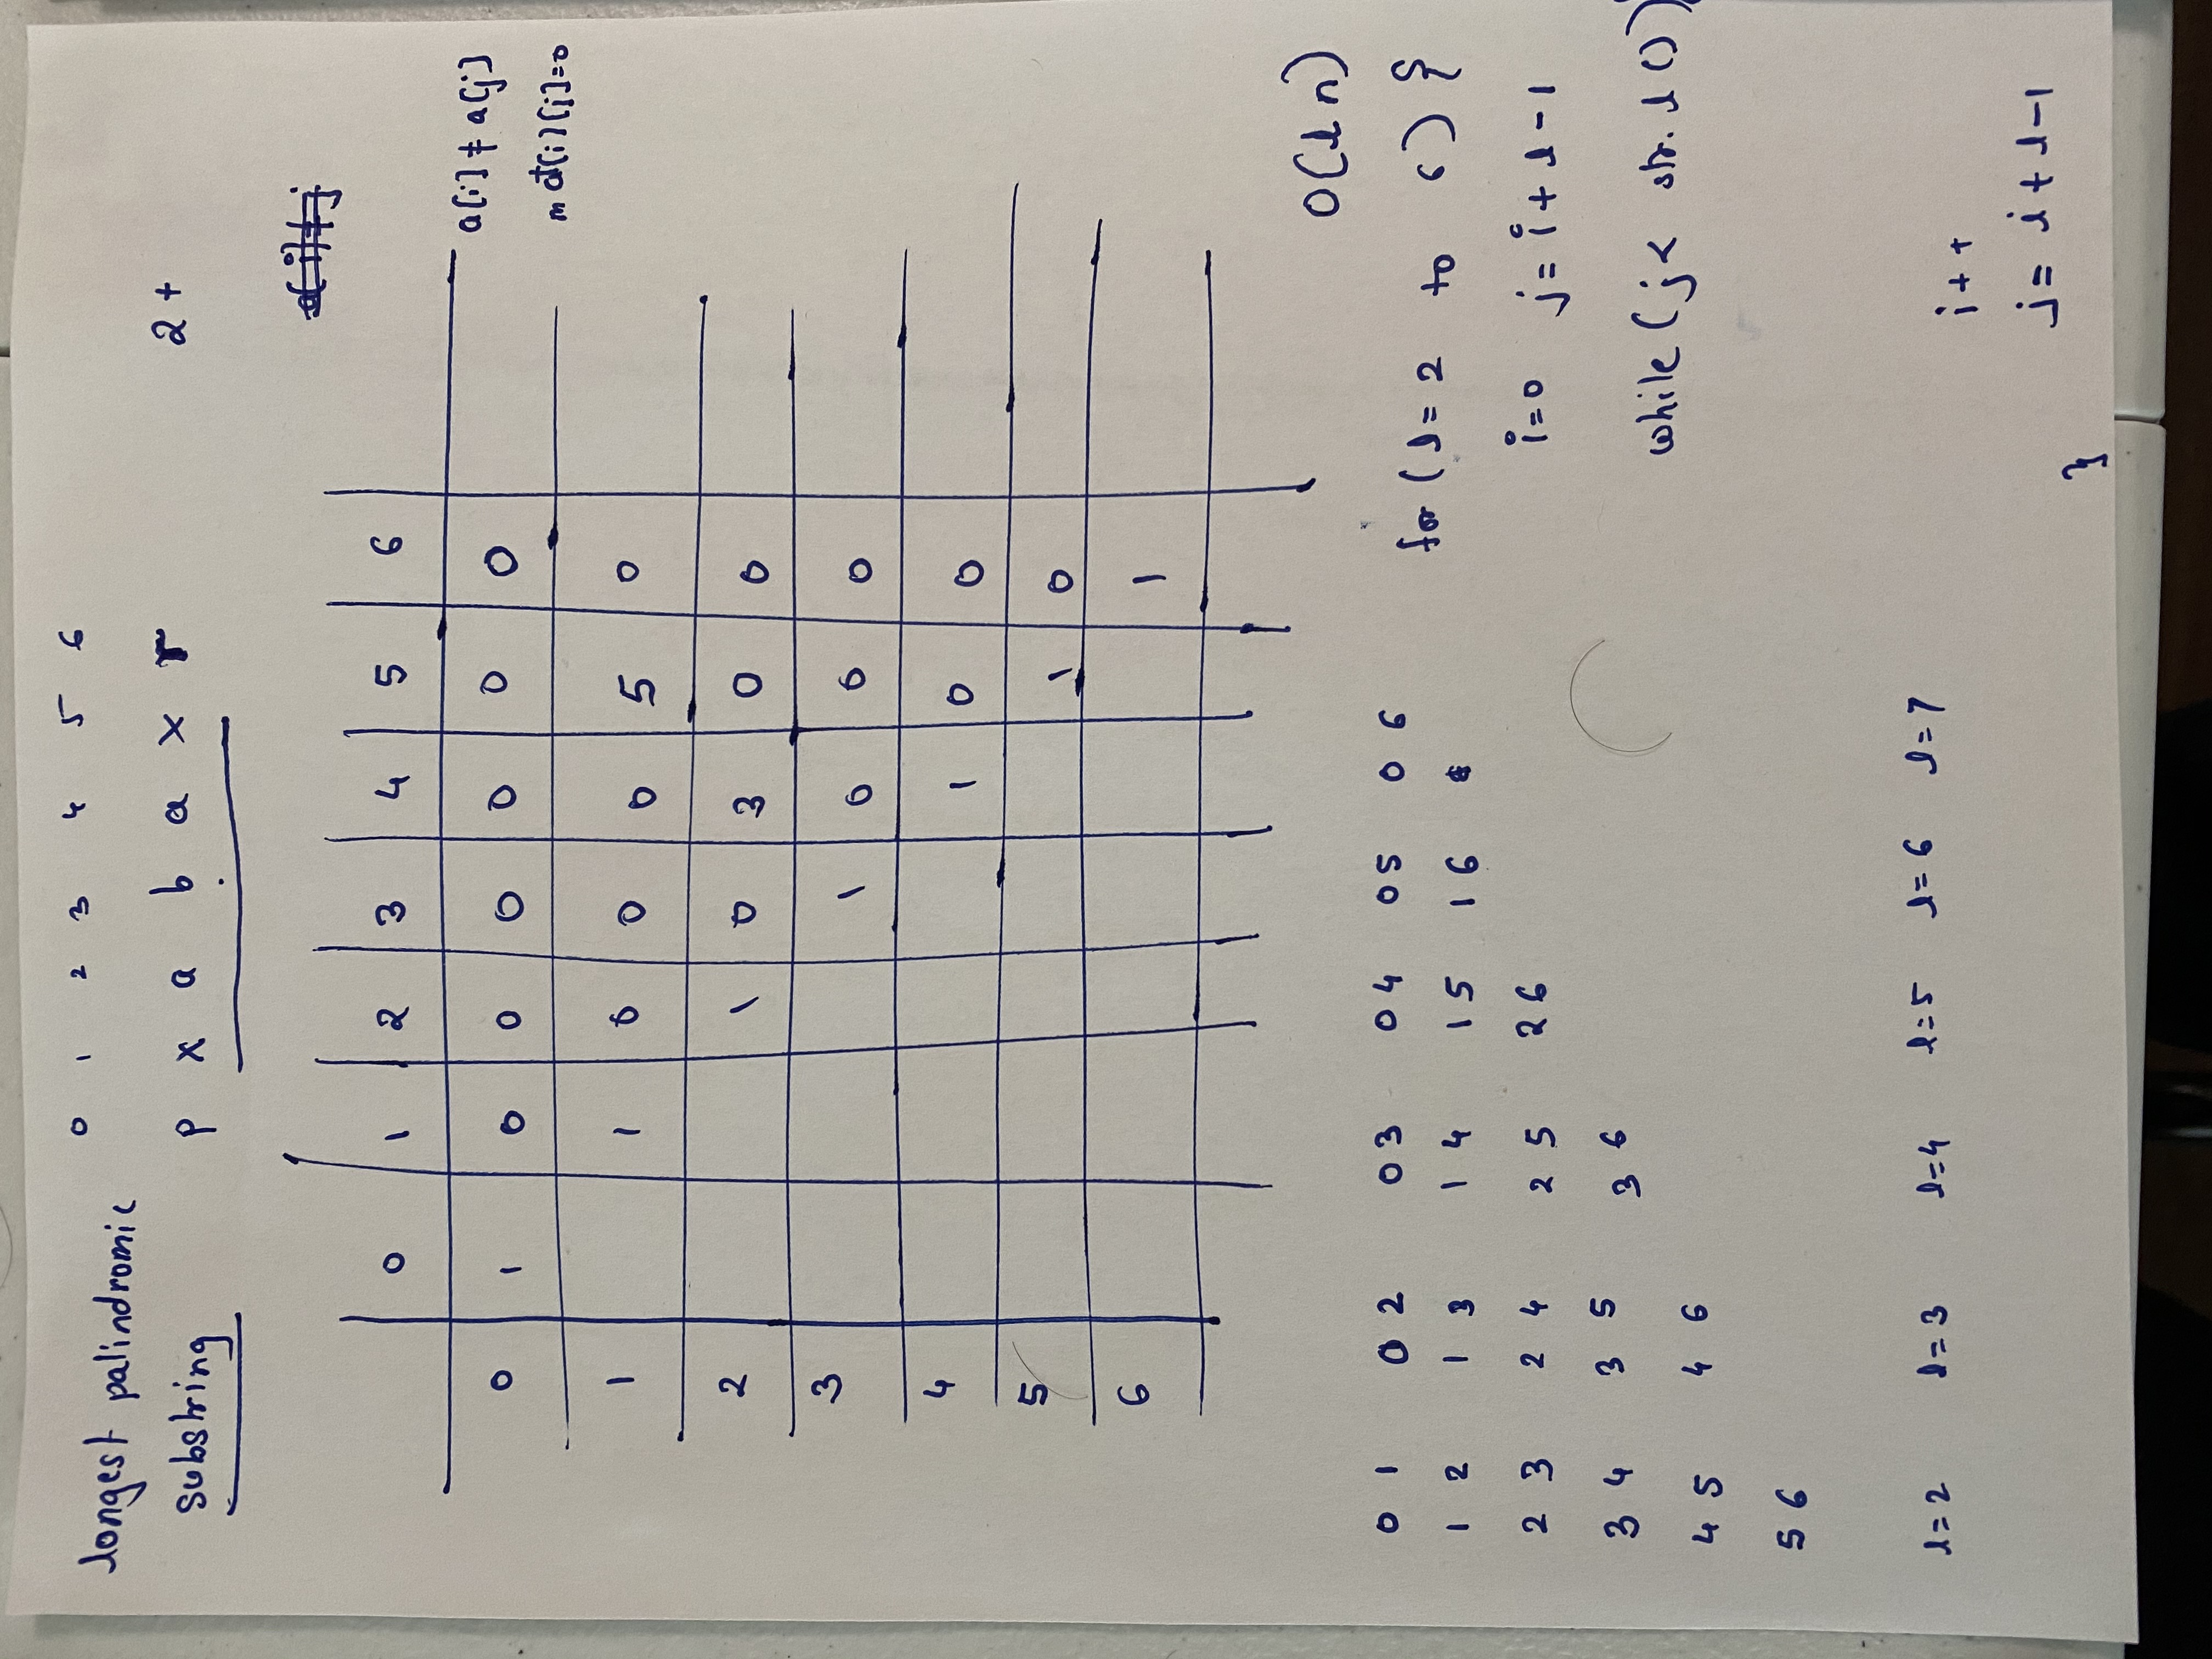 0 1 2 3 4 5 6
longest palindromic
substring p x a b a x r 2 +
0 1 2 3 4 5 6
a[i] ≠ a[j]
0 1 0 0 0 0 0 0
mat[i][j]=0
1 1 0 0 0 5 0
2 1 0 3 0 0
3 1 0 0 0
4 1 0 0
5 1 0
6 1
O(l n)
0 1 0 2 0 3 0 4 0 5 0 6
for (l = 2 to 6) {
1 2 1 3 1 4 1 5 1 6
i=0 j = i + l - 1
2 3 2 4 2 5 2 6
3 4 3 5 3 6
while (j < str.l())
4 5 4 6
5 6
l=2 l=3 l=4 l=5 l=6 l=7
i++
j = i + l - 1
}